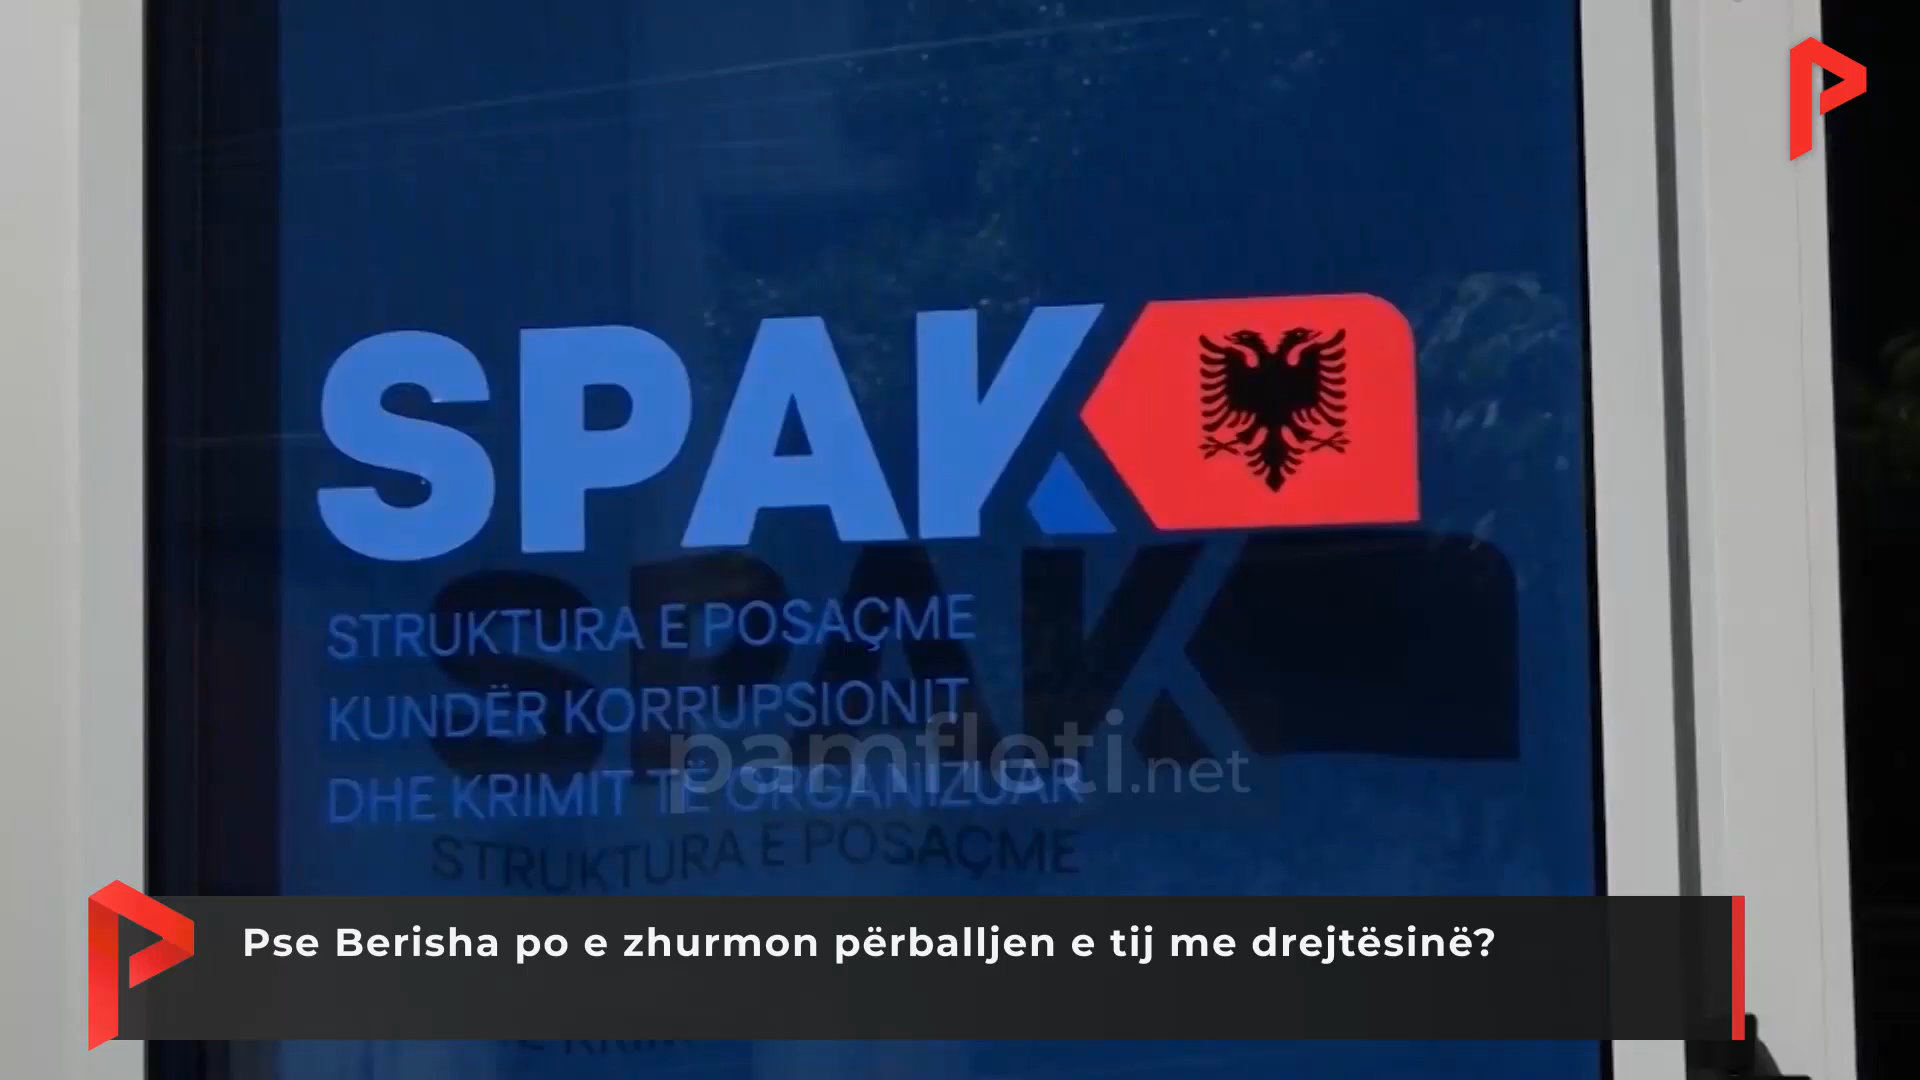 SPAK
STRUKTURA E POSAÇME
KUNDËR KORRUPSIONIT
DHE KRIMIT TË ORGANIZUAR
pamfleti.net
STRUKTURA E POSAÇME
Pse Berisha po e zhurmon përballjen e tij me drejtësinë?